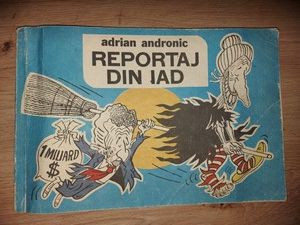 adrian andronic
REPORTAJ
DIN IAD
1 MILIARD
$